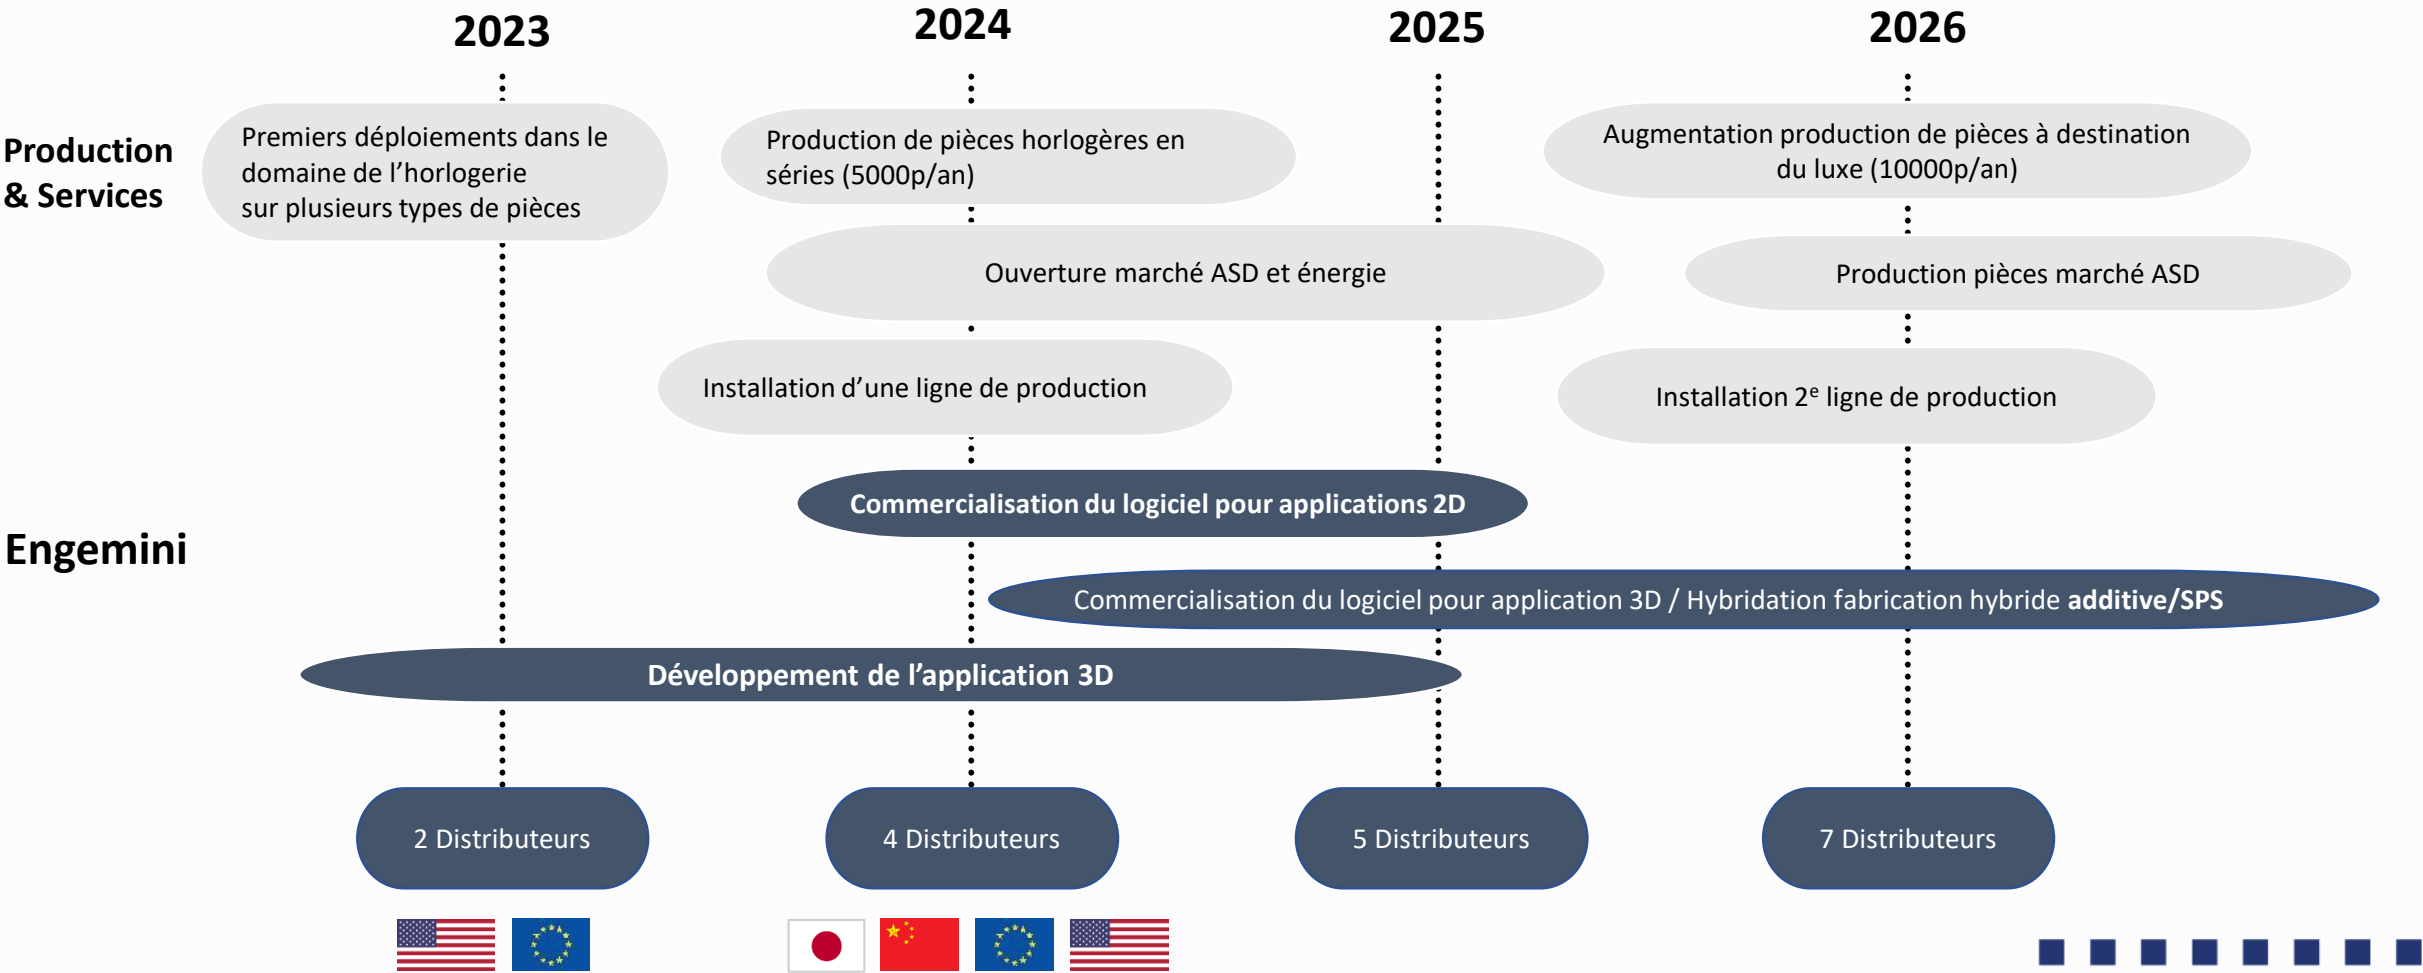 2023
2024
2025
2026
Production
& Services
Premiers déploiements dans le
domaine de l’horlogerie
sur plusieurs types de pièces
Production de pièces horlogères en
séries (5000p/an)
Augmentation production de pièces à destination
du luxe (10000p/an)
Ouverture marché ASD et énergie
Production pièces marché ASD
Installation d’une ligne de production
Installation 2e ligne de production
Engemini
Commercialisation du logiciel pour applications 2D
Commercialisation du logiciel pour application 3D / Hybridation fabrication hybride additive/SPS
Développement de l’application 3D
2 Distributeurs
4 Distributeurs
5 Distributeurs
7 Distributeurs